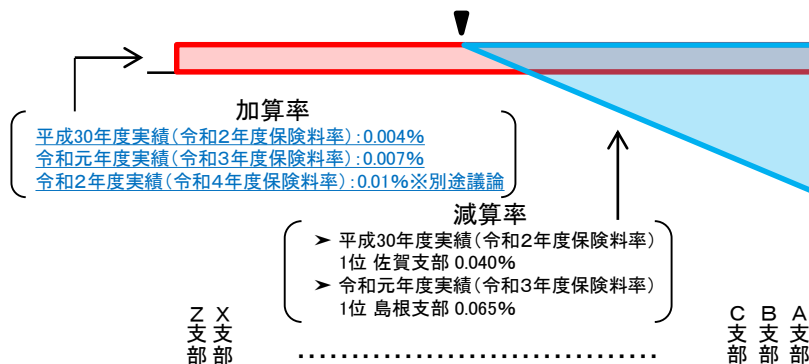 加算率
平成30年度実績(令和2年度保険料率):0.004%
令和元年度実績(令和3年度保険料率):0.007%
令和2年度実績(令和4年度保険料率):0.01%※別途議論
減算率
➤ 平成30年度実績(令和2年度保険料率)
1位 佐賀支部 0.040%
➤ 令和元年度実績(令和3年度保険料率)
1位 島根支部 0.065%
Z支部
X支部
C支部
B支部
A支部